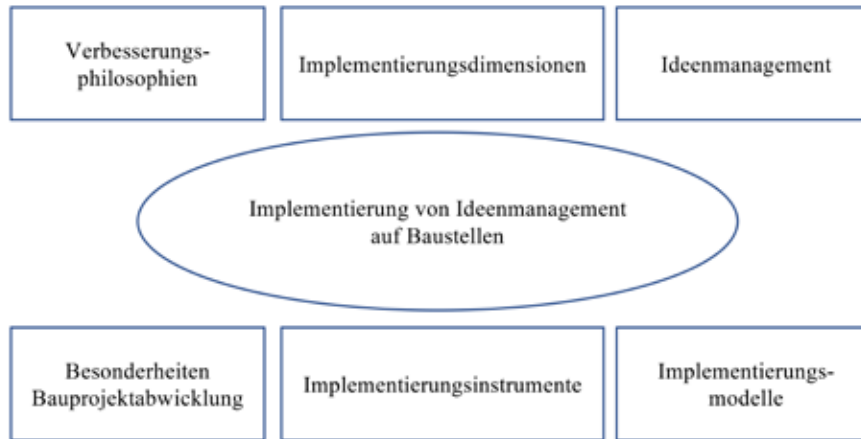 Verbesserungs-
philosophien
Implementierungsdimensionen
Ideenmanagement
Implementierung von Ideenmanagement
auf Baustellen
Besonderheiten
Bauprojektabwicklung
Implementierungsinstrumente
Implementierungs-
modelle